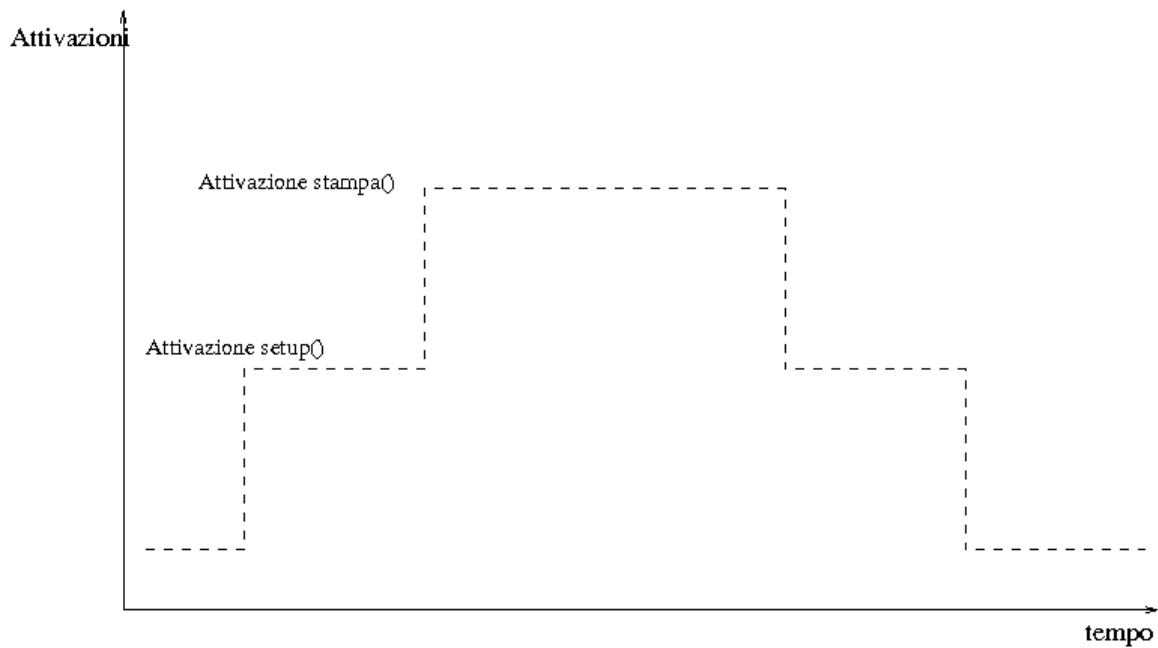 Attivazioni
Attivazione stampa()
Attivazione setup()
tempo